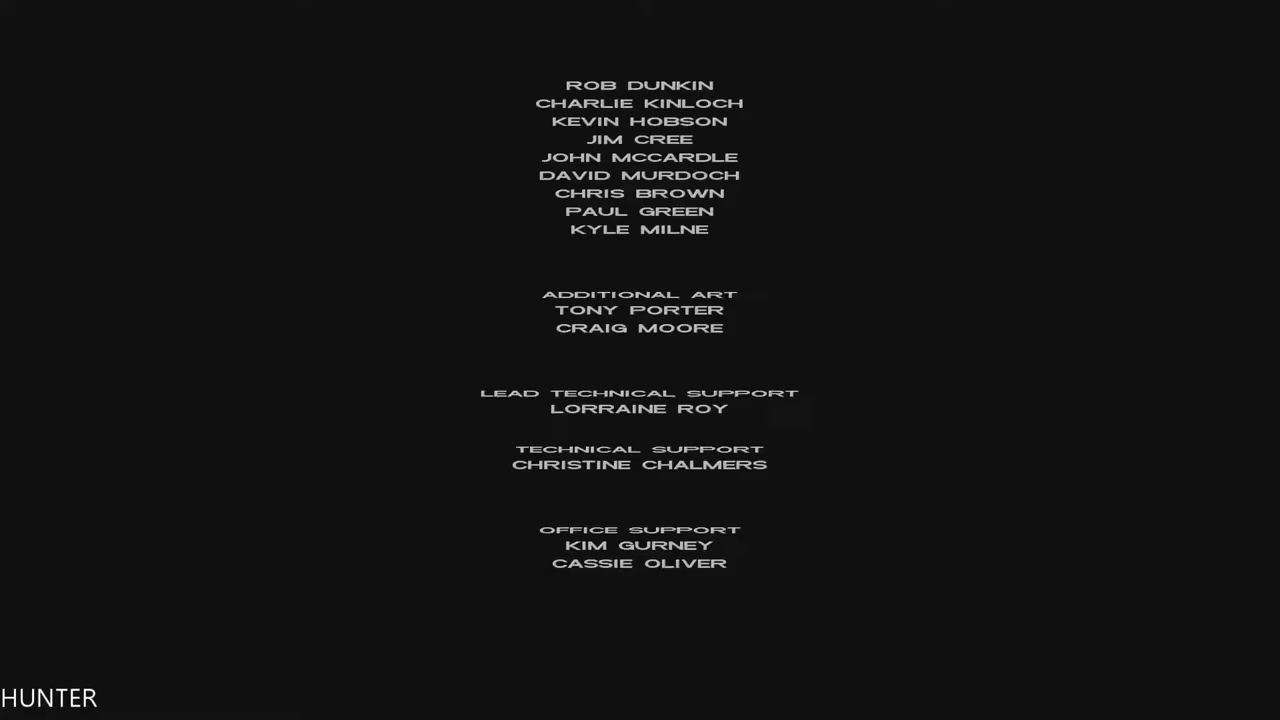 ROB DUNKIN
CHARLIE KINLOCH
KEVIN HOBSON
JIM CREE
JOHN MCCARDLE
DAVID MURDOCH
CHRIS BROWN
PAUL GREEN
KYLE MILNE
ADDITIONAL ART
TONY PORTER
CRAIG MOORE
LEAD TECHNICAL SUPPORT
LORRAINE ROY
TECHNICAL SUPPORT
CHRISTINE CHALMERS
OFFICE SUPPORT
KIM GURNEY
CASSIE OLIVER
HUNTER